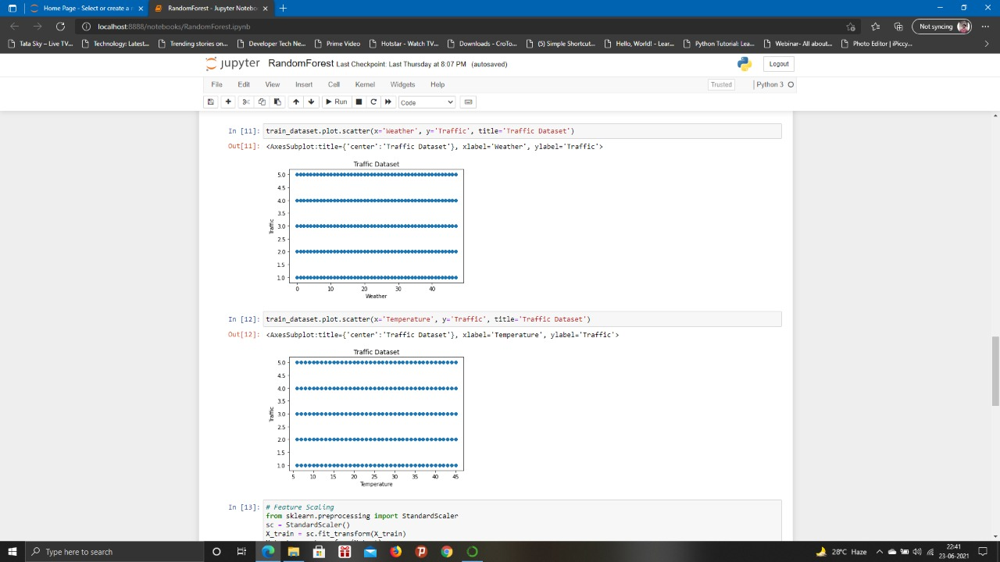 Home Page - Select or create a n
RandomForest - Jupyter Notebo
localhost:8888/notebooks/RandomForest.ipynb
Not syncing
Tata Sky – Live TV...
Technology: Latest...
Trending stories on...
Developer Tech Ne...
Prime Video
Hotstar - Watch TV...
Downloads - CroTo...
(5) Simple Shortcut...
Hello, World! - Lear...
Python Tutorial: Lea...
Webinar- All about...
Photo Editor | iPiccy...
jupyter RandomForest Last Checkpoint: Last Thursday at 8:07 PM (autosaved)
Logout
File Edit View Insert Cell Kernel Widgets Help
Trusted
Python 3
Run
Code
In [11]: train_dataset.plot.scatter(x='Weather', y='Traffic', title='Traffic Dataset')
Out[11]: <AxesSubplot:title={'center':'Traffic Dataset'}, xlabel='Weather', ylabel='Traffic'>
Traffic Dataset
5.0
4.5
4.0
3.5
3.0
2.5
2.0
1.5
1.0
Traffic
0 10 20 30 40
Weather
In [12]: train_dataset.plot.scatter(x='Temperature', y='Traffic', title='Traffic Dataset')
Out[12]: <AxesSubplot:title={'center':'Traffic Dataset'}, xlabel='Temperature', ylabel='Traffic'>
Traffic Dataset
5.0
4.5
4.0
3.5
3.0
2.5
2.0
1.5
1.0
Traffic
5 10 15 20 25 30 35 40 45
Temperature
In [13]: # Feature Scaling
from sklearn.preprocessing import StandardScaler
sc = StandardScaler()
X_train = sc.fit_transform(X_train)
Type here to search
28°C Haze
22:41
23-06-2021